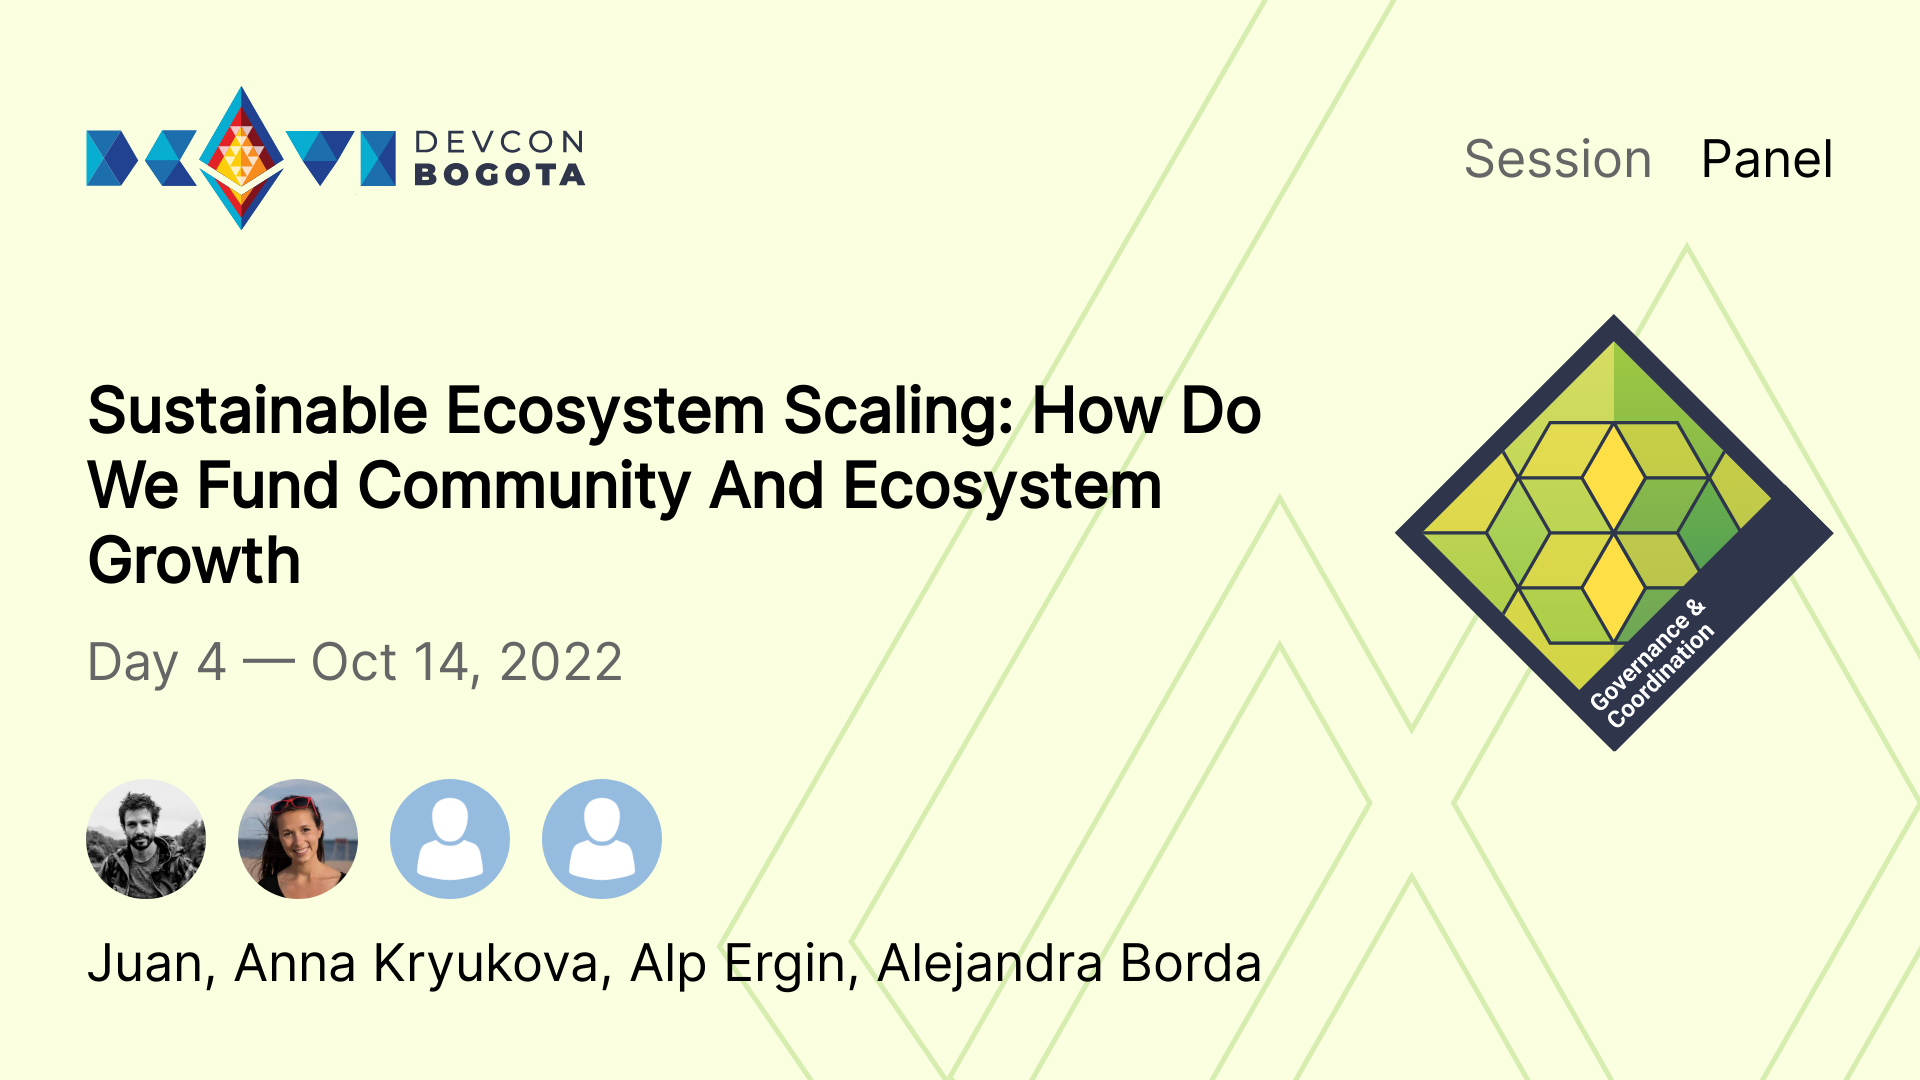 DEVCON
BOGOTA
Session Panel
Sustainable Ecosystem Scaling: How Do
We Fund Community And Ecosystem
Growth
Day 4 — Oct 14, 2022
Governance &
Coordination
Juan, Anna Kryukova, Alp Ergin, Alejandra Borda